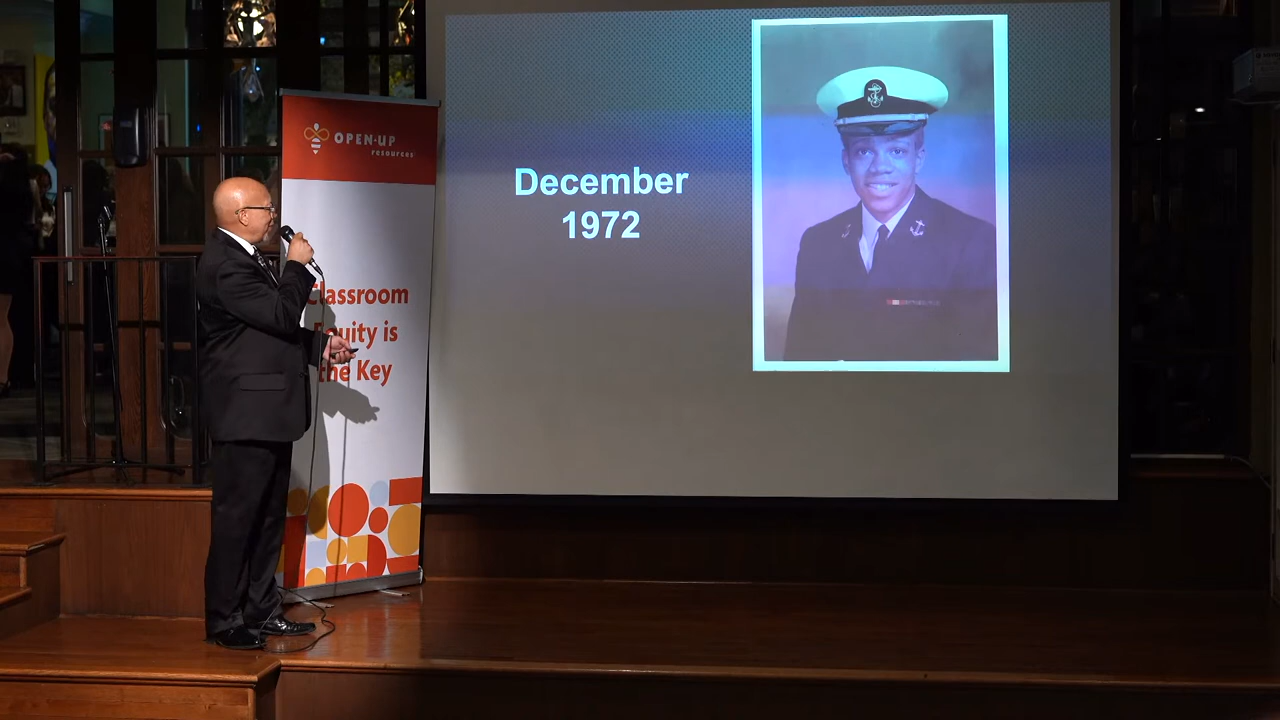 OPEN-UP
resources
Classroom
Equity is
the Key
December
1972